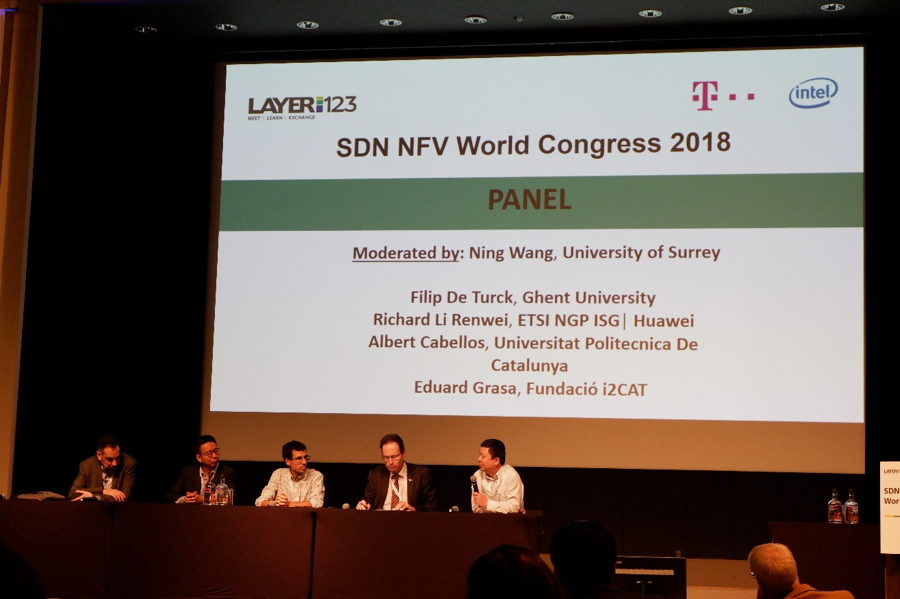 LAYER123
MEET | LEARN | EXCHANGE
T
intel
SDN NFV World Congress 2018
PANEL
Moderated by: Ning Wang, University of Surrey
Filip De Turck, Ghent University
Richard Li Renwei, ETSI NGP ISG| Huawei
Albert Cabellos, Universitat Politecnica De
Catalunya
Eduard Grasa, Fundació i2CAT
SDN